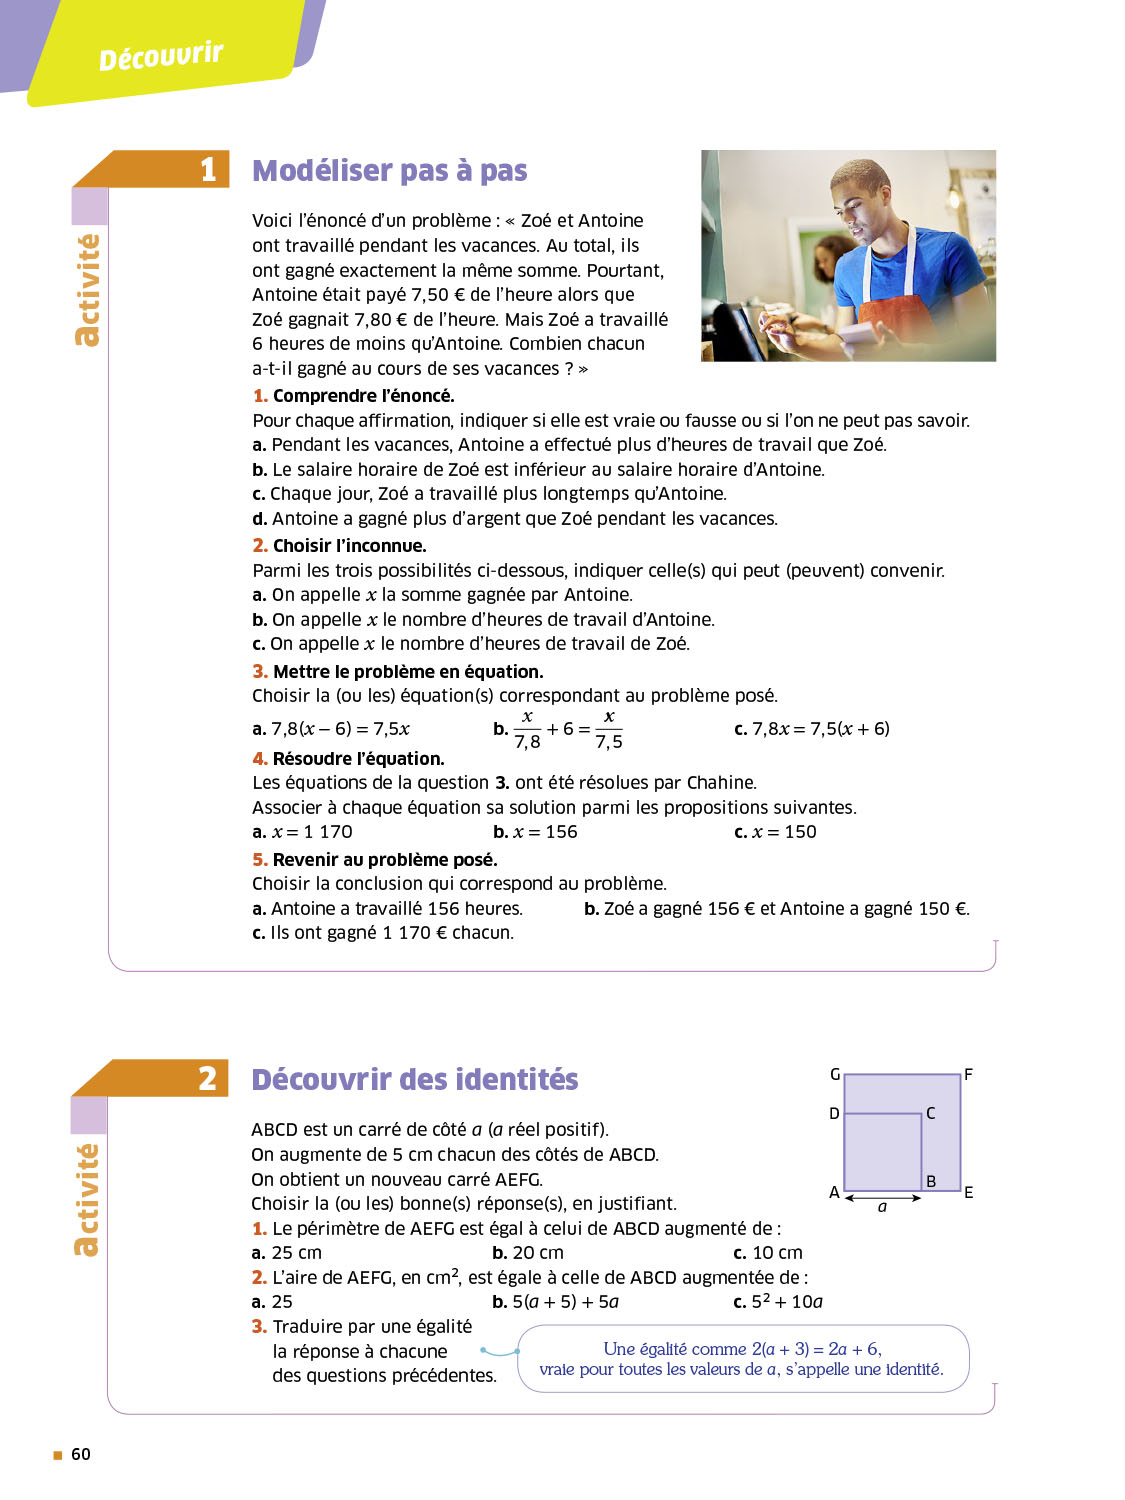 Découvrir
1
Modéliser pas à pas
activité
Voici l'énoncé d'un problème : « Zoé et Antoine
ont travaillé pendant les vacances. Au total, ils
ont gagné exactement la même somme. Pourtant,
Antoine était payé 7,50 € de l'heure alors que
Zoé gagnait 7,80 € de l'heure. Mais Zoé a travaillé
6 heures de moins qu'Antoine. Combien chacun
a-t-il gagné au cours de ses vacances ? »
1. Comprendre l'énoncé.
Pour chaque affirmation, indiquer si elle est vraie ou fausse ou si l'on ne peut pas savoir.
a. Pendant les vacances, Antoine a effectué plus d'heures de travail que Zoé.
b. Le salaire horaire de Zoé est inférieur au salaire horaire d'Antoine.
c. Chaque jour, Zoé a travaillé plus longtemps qu'Antoine.
d. Antoine a gagné plus d'argent que Zoé pendant les vacances.
2. Choisir l'inconnue.
Parmi les trois possibilités ci-dessous, indiquer celle(s) qui peut (peuvent) convenir.
a. On appelle x la somme gagnée par Antoine.
b. On appelle x le nombre d'heures de travail d'Antoine.
c. On appelle x le nombre d'heures de travail de Zoé.
3. Mettre le problème en équation.
Choisir la (ou les) équation(s) correspondant au problème posé.
a. 7,8(x − 6) = 7,5x b. x/7,8 + 6 = x/7,5 c. 7,8x = 7,5(x + 6)
4. Résoudre l'équation.
Les équations de la question 3. ont été résolues par Chahine.
Associer à chaque équation sa solution parmi les propositions suivantes.
a. x = 1 170 b. x = 156 c. x = 150
5. Revenir au problème posé.
Choisir la conclusion qui correspond au problème.
a. Antoine a travaillé 156 heures. b. Zoé a gagné 156 € et Antoine a gagné 150 €.
c. Ils ont gagné 1 170 € chacun.
2
Découvrir des identités
activité
ABCD est un carré de côté a (a réel positif).
On augmente de 5 cm chacun des côtés de ABCD.
On obtient un nouveau carré AEFG.
Choisir la (ou les) bonne(s) réponse(s), en justifiant.
G F
D C
B
A E
a
1. Le périmètre de AEFG est égal à celui de ABCD augmenté de :
a. 25 cm b. 20 cm c. 10 cm
2. L'aire de AEFG, en cm², est égale à celle de ABCD augmentée de :
a. 25 b. 5(a + 5) + 5a c. 5² + 10a
3. Traduire par une égalité
la réponse à chacune
des questions précédentes.
Une égalité comme 2(a + 3) = 2a + 6,
vraie pour toutes les valeurs de a, s'appelle une identité.
60